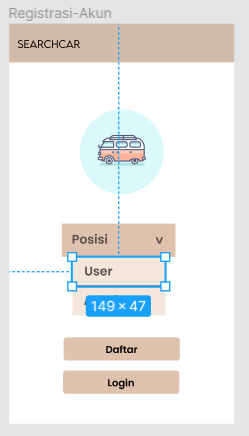 Registrasi-Akun
SEARCHCAR
Posisi v
User
149 × 47
Daftar
Login